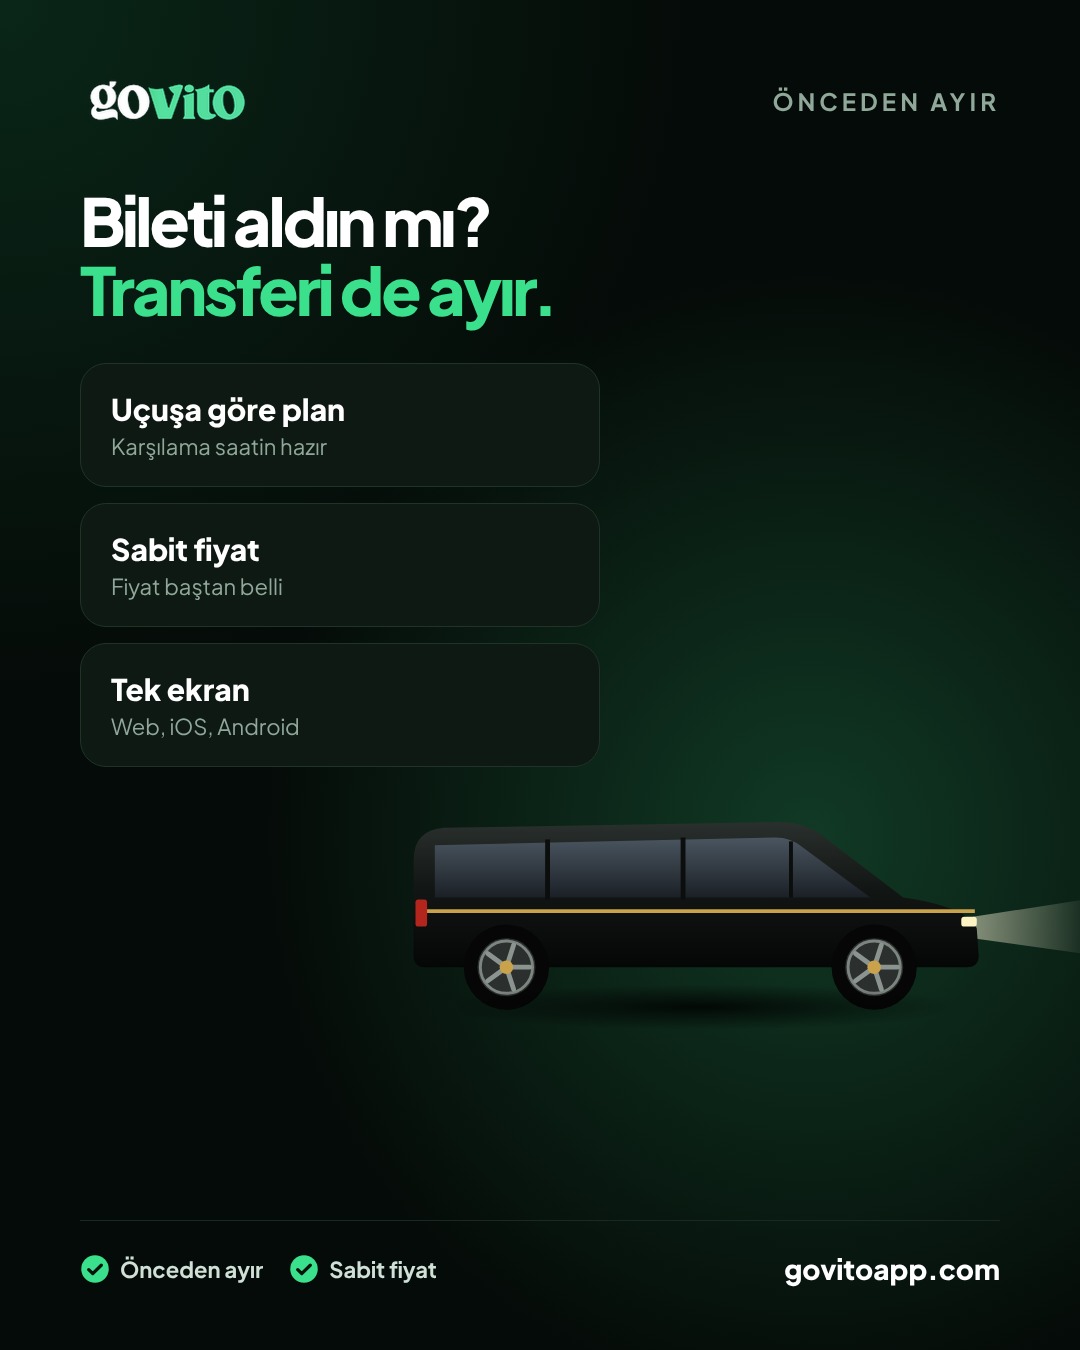 govito
ÖNCEDEN AYIR
Bileti aldın mı?
Transferi de ayır.
Uçuşa göre plan
Karşılama saatin hazır
Sabit fiyat
Fiyat baştan belli
Tek ekran
Web, iOS, Android
Önceden ayır
Sabit fiyat
govitoapp.com